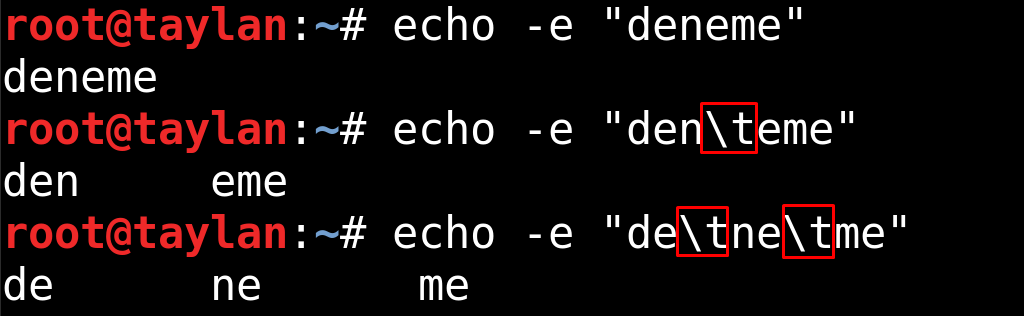 root@taylan:~# echo -e "deneme"
deneme
root@taylan:~# echo -e "den\teme"
den     eme
root@taylan:~# echo -e "de\tne\tme"
de      ne      me